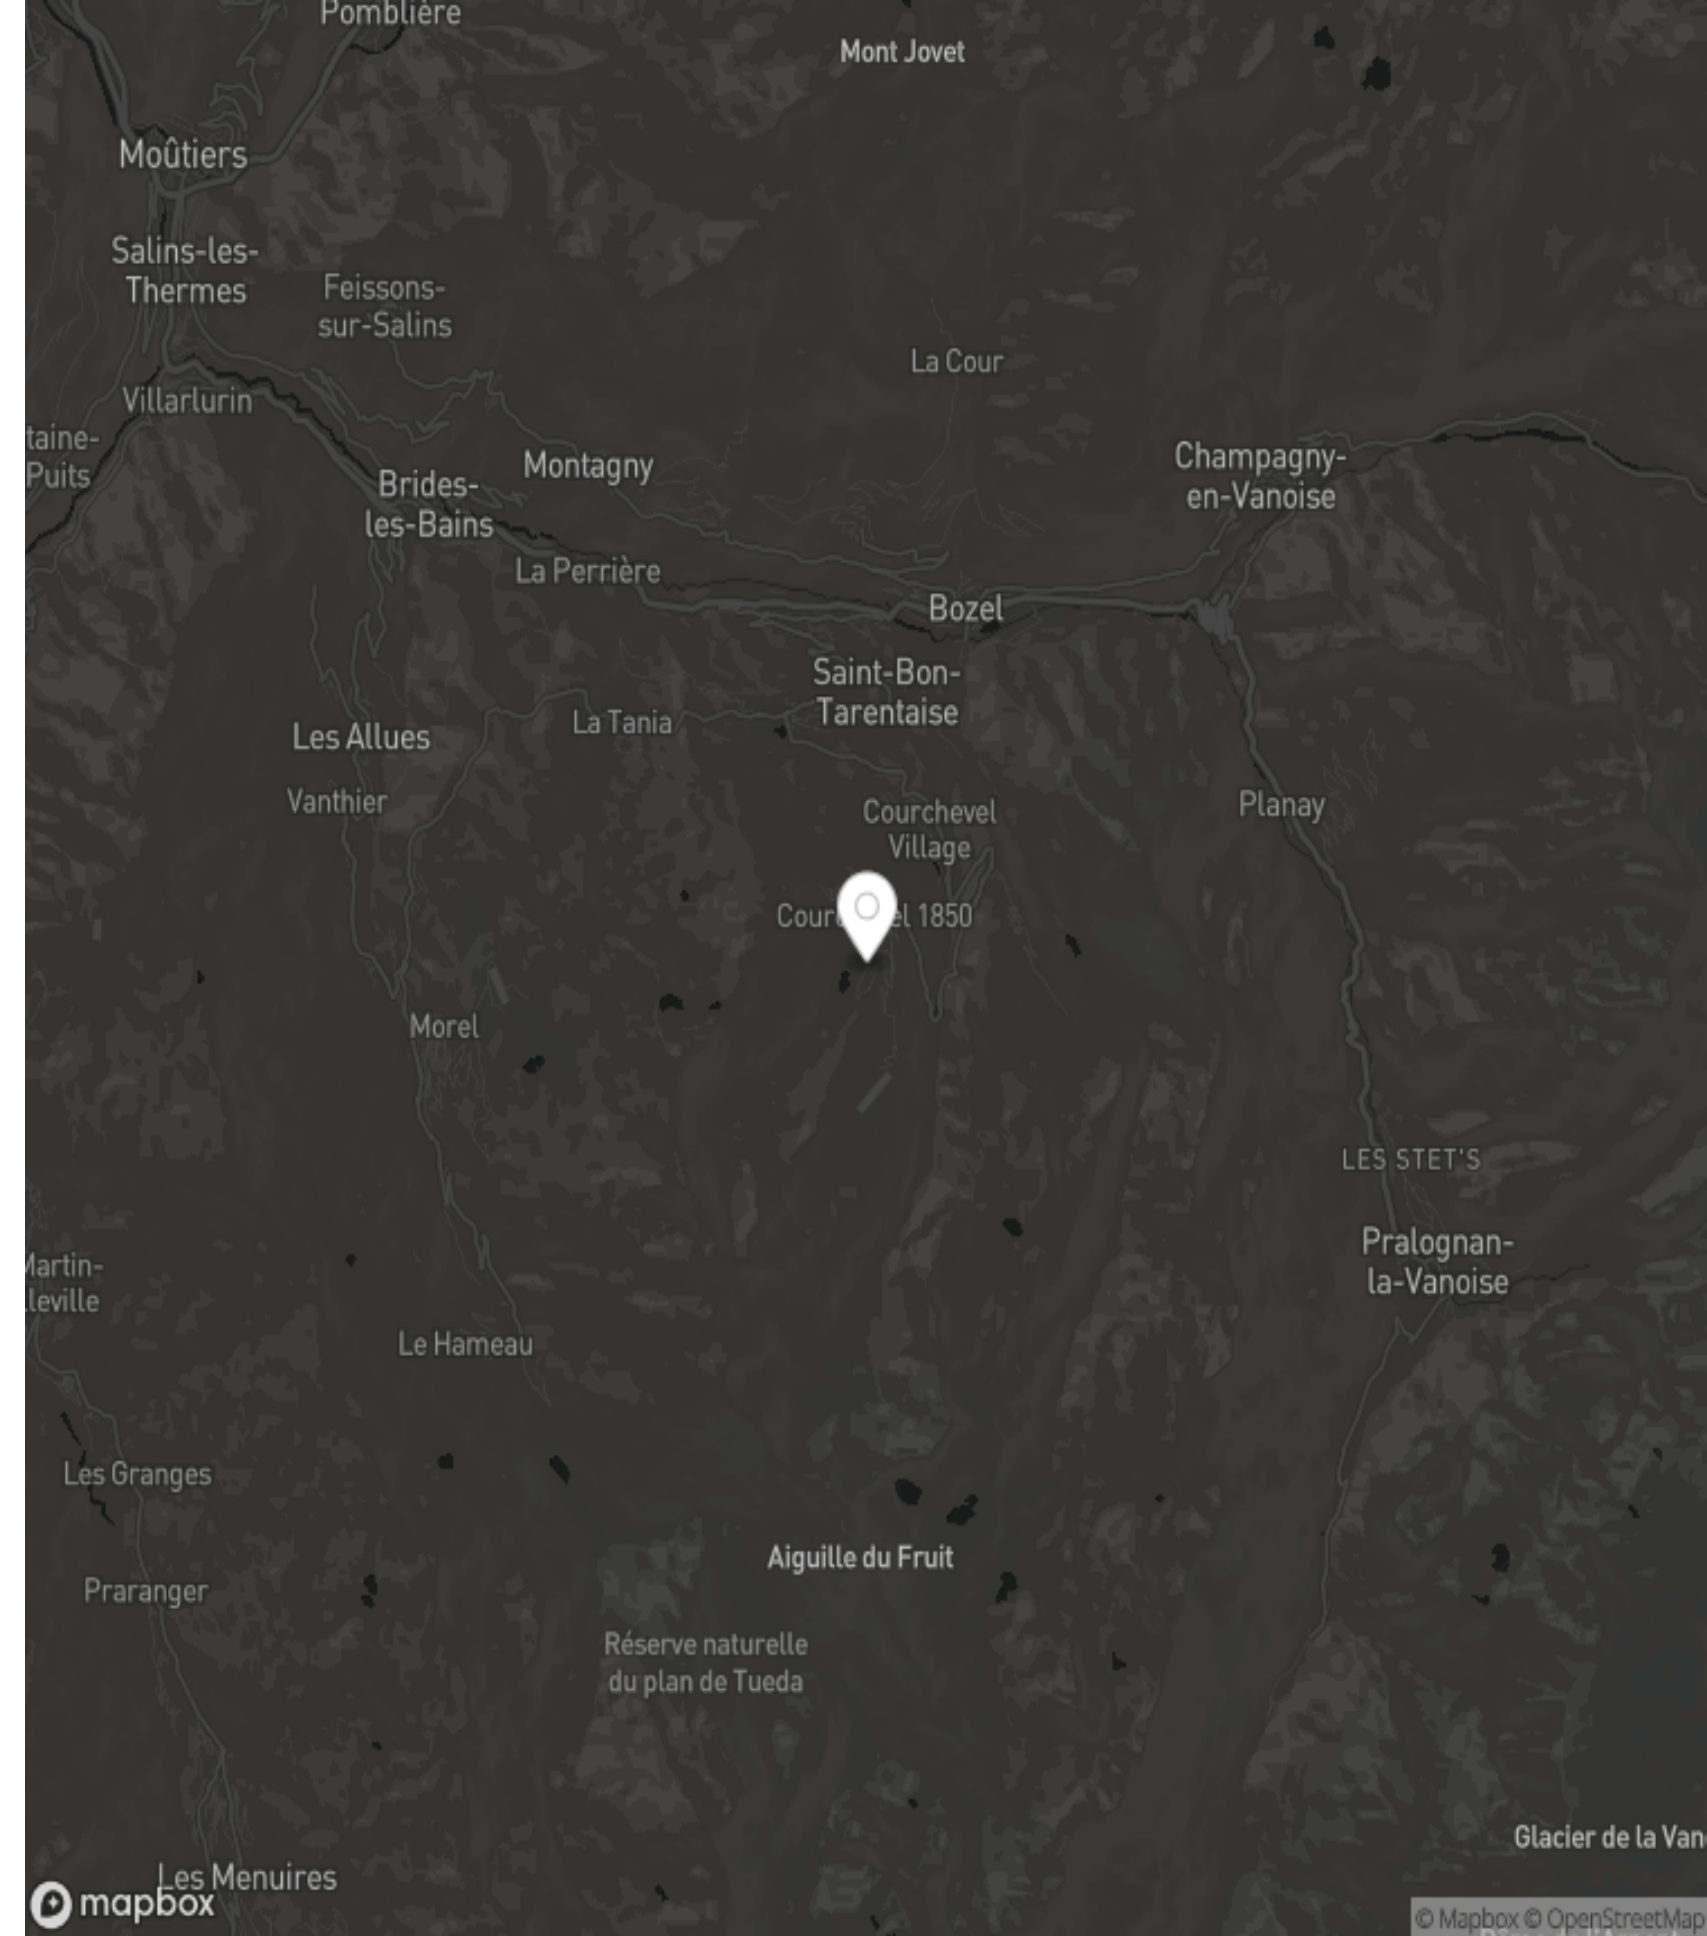 Pomblière
Mont Jovet
Moûtiers
Salins-les-
Thermes
Feissons-
sur-Salins
La Cour
Villarlurin
taine-
Puits
Montagny
Champagny-
en-Vanoise
Brides-
les-Bains
La Perrière
Bozel
Saint-Bon-
Tarentaise
La Tania
Les Allues
Vanthier
Courchevel
Village
Planay
1850
Morel
LES STET'S
Pralognan-
la-Vanoise
Martin-
lleville
Le Hameau
Les Granges
Aiguille du Fruit
Praranger
Réserve naturelle
du plan de Tueda
Glacier de la Van
Les Menuires
mapbox
© Mapbox © OpenStreetMap